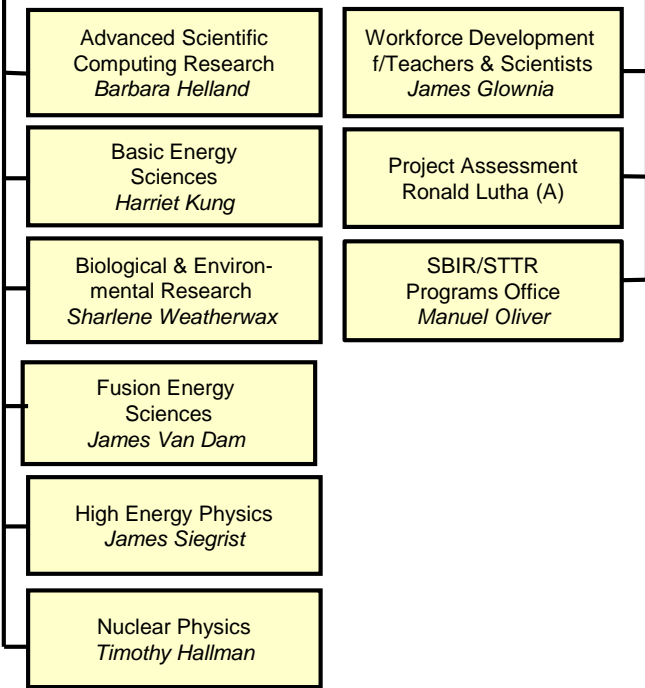 Advanced Scientific
Computing Research
Barbara Helland
Basic Energy
Sciences
Harriet Kung
Biological & Environ-
mental Research
Sharlene Weatherwax
Fusion Energy
Sciences
James Van Dam
High Energy Physics
James Siegrist
Nuclear Physics
Timothy Hallman
Workforce Development
f/Teachers & Scientists
James Glownia
Project Assessment
Ronald Lutha (A)
SBIR/STTR
Programs Office
Manuel Oliver